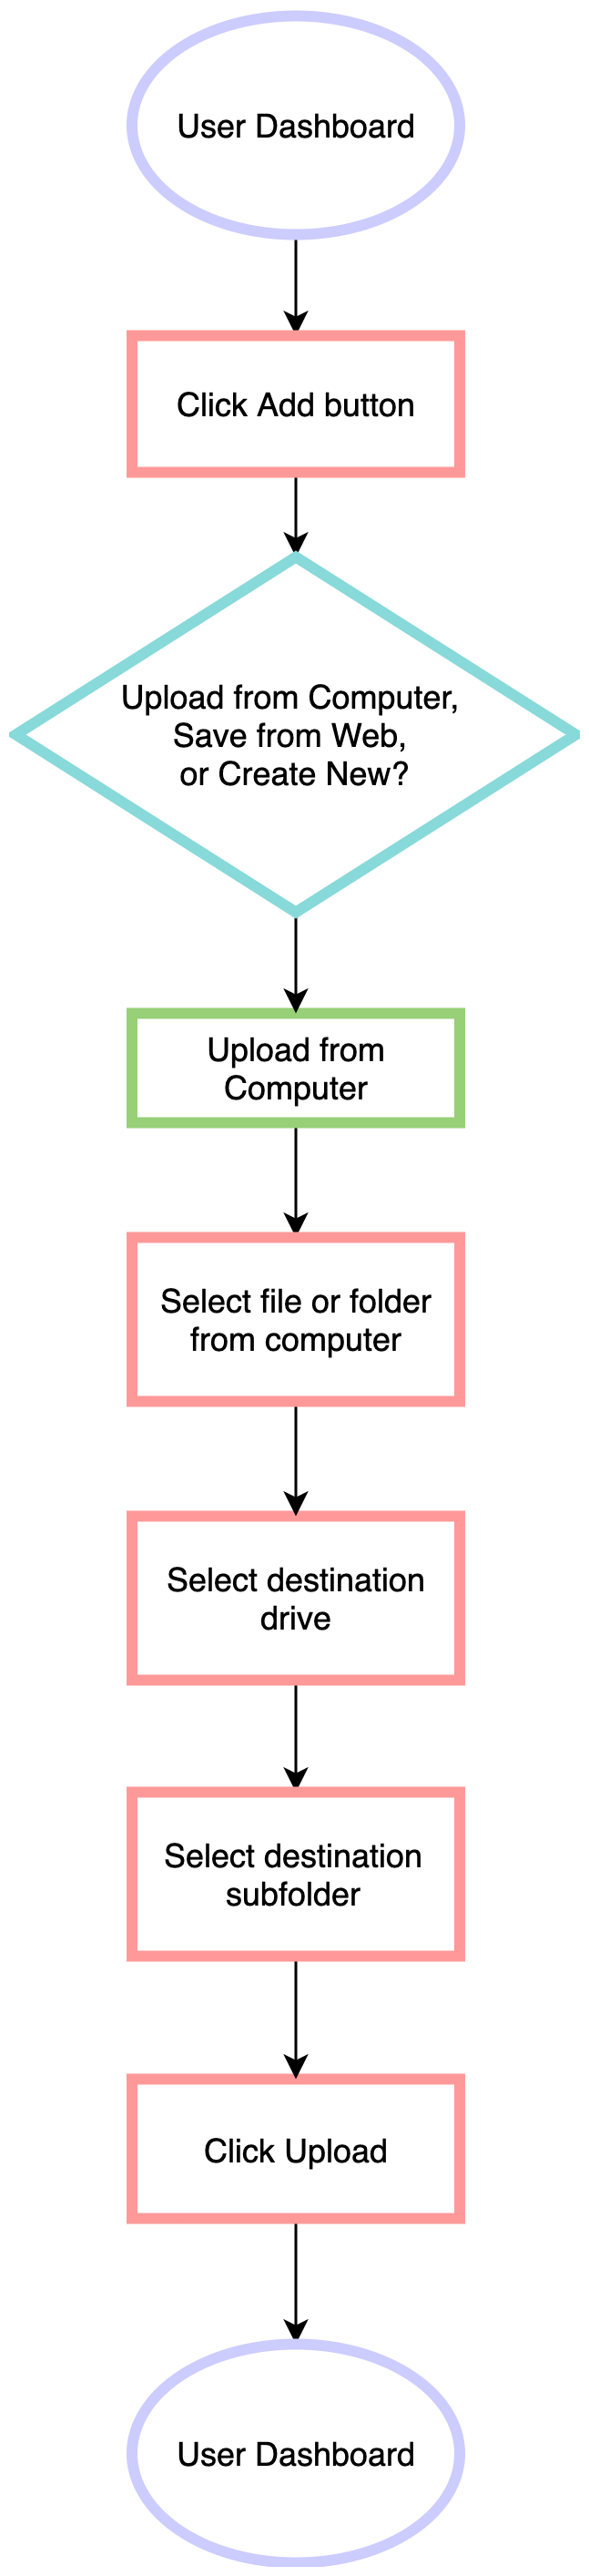 User Dashboard
Click Add button
Upload from Computer,
Save from Web,
or Create New?
Upload from
Computer
Select file or folder
from computer
Select destination
drive
Select destination
subfolder
Click Upload
User Dashboard